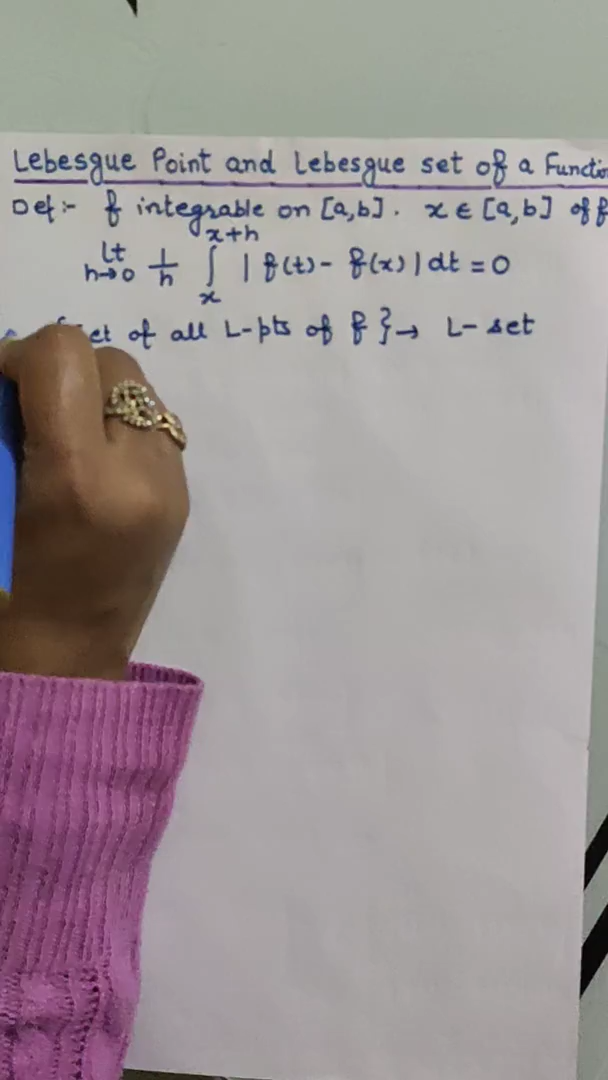 Lebesgue Point and Lebesgue set of a Functio
Def:- f integrable on [a,b]. x ∈ [a,b] of f
Lt h→0 1/h ∫ x x+h | f(t) - f(x) | dt = 0
of all L-pts of f } → L-set